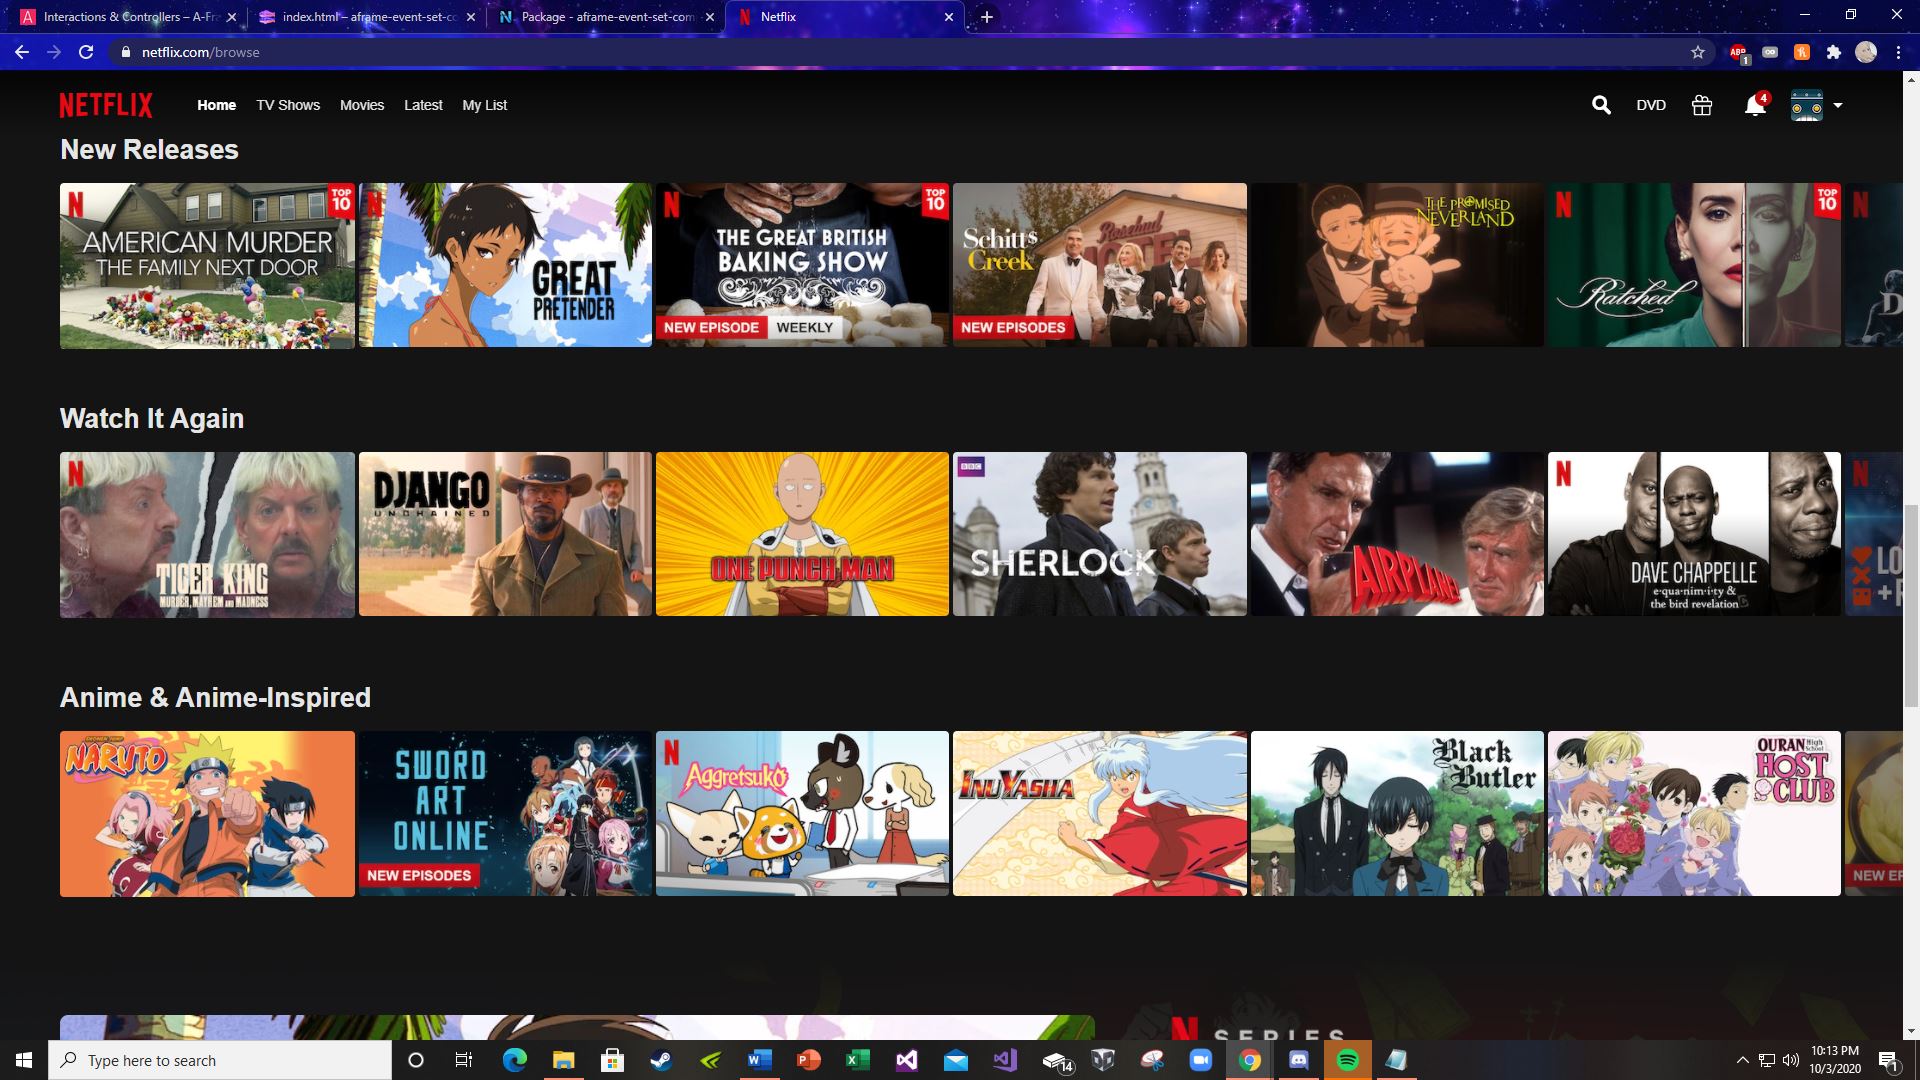 Interactions & Controllers – A-Fra
index.html – aframe-event-set-co
Package - aframe-event-set-com
Netflix
netflix.com/browse
ABP
1
NETFLIX
Home
TV Shows
Movies
Latest
My List
DVD
4
New Releases
N
TOP
10
AMERICAN MURDER
THE FAMILY NEXT DOOR
N
GREAT
PRETENDER
N
TOP
10
THE GREAT BRITISH
BAKING SHOW
NEW EPISODE
WEEKLY
Schitt$
Creek
Rosebud
NEW EPISODES
THE PROMISED
NEVERLAND
N
TOP
10
Ratched
N
D
Watch It Again
N
TIGER KING
MURDER, MAYHEM AND MADNESS
DJANGO
UNCHAINED
ONE PUNCH MAN
BBC
SHERLOCK
AIRPLANE!
N
DAVE CHAPPELLE
e·qua·nim·i·ty &
the bird revelation
N
LO
+R
Anime & Anime-Inspired
NARUTO
SWORD
ART
ONLINE
NEW EPISODES
N
Aggretsuko
INUYASHA
Black
Butler
OURAN High School
HOST
CLUB
NEW EP
N SERIES
Type here to search
14
10:13 PM
10/3/2020
1